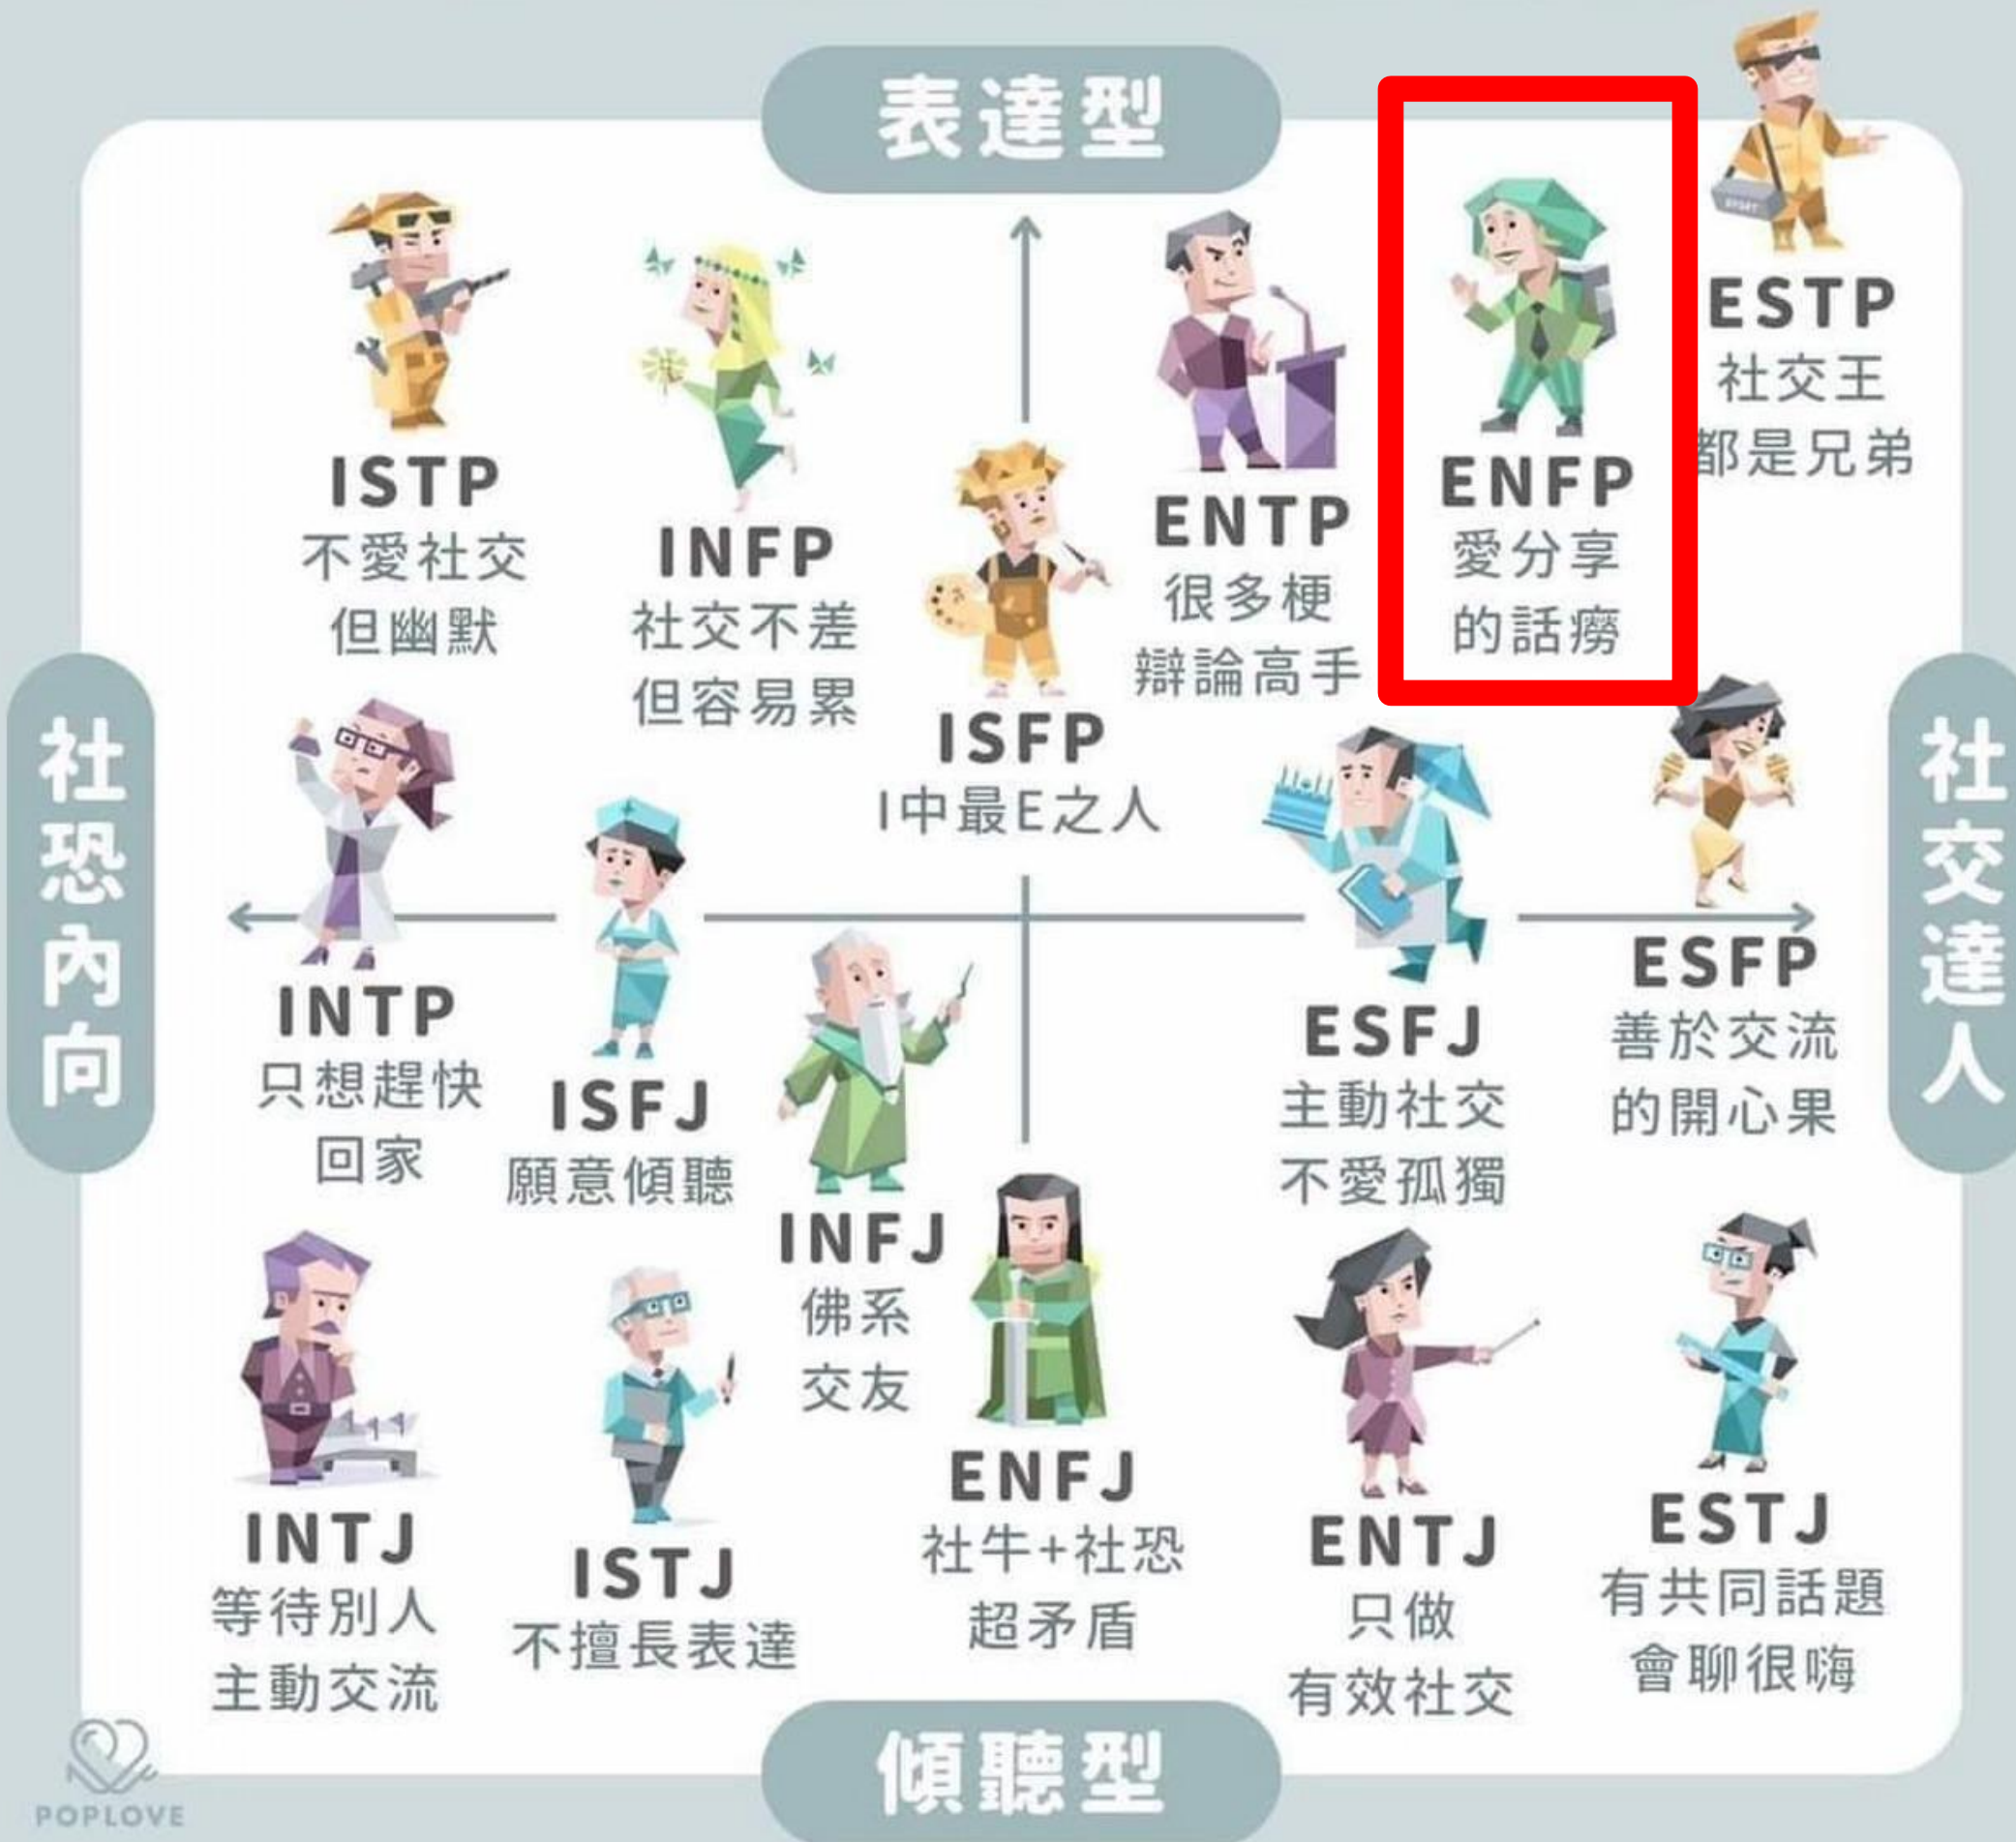 表達型
ESTP
社交王
都是兄弟
ISTP
不愛社交
但幽默
INFP
社交不差
但容易累
ISFP
I中最E之人
ENTP
很多梗
辯論高手
ENFP
愛分享
的話癆
社恐內向
社交達人
INTP
只想趕快
回家
ISFJ
願意傾聽
INFJ
佛系
交友
ESFJ
主動社交
不愛孤獨
ESFP
善於交流
的開心果
INTJ
等待別人
主動交流
ISTJ
不擅長表達
ENFJ
社牛+社恐
超矛盾
ENTJ
只做
有效社交
ESTJ
有共同話題
會聊很嗨
傾聽型
POPLOVE